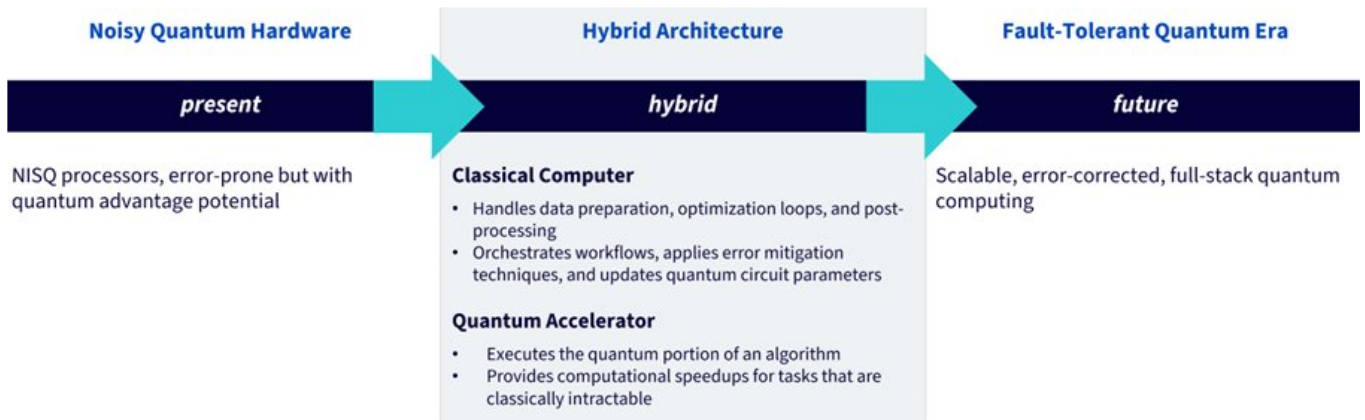 Noisy Quantum Hardware
Hybrid Architecture
Fault-Tolerant Quantum Era
present
hybrid
future
NISQ processors, error-prone but with
quantum advantage potential
Classical Computer
• Handles data preparation, optimization loops, and post-
processing
• Orchestrates workflows, applies error mitigation
techniques, and updates quantum circuit parameters
Quantum Accelerator
• Executes the quantum portion of an algorithm
• Provides computational speedups for tasks that are
classically intractable
Scalable, error-corrected, full-stack quantum
computing